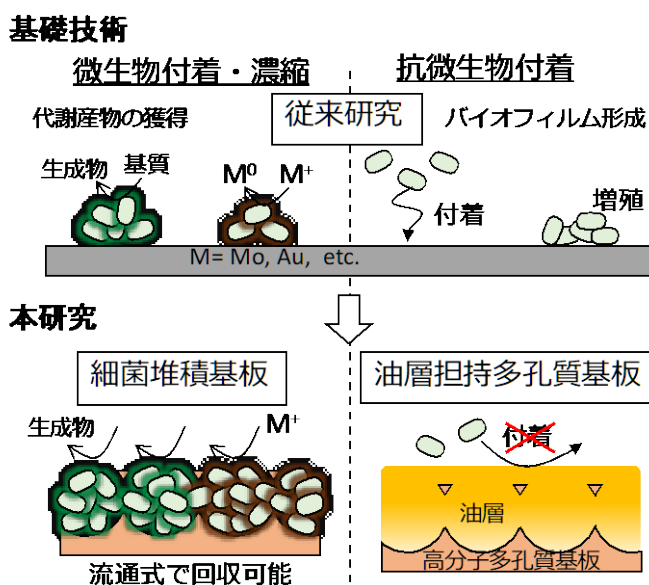 基礎技術
微生物付着・濃縮
抗微生物付着
従来研究
代謝産物の獲得
バイオフィルム形成
生成物
基質
M⁰
M⁺
付着
増殖
M= Mo, Au, etc.
本研究
細菌堆積基板
油層担持多孔質基板
生成物
M⁺
付着
油層
高分子多孔質基板
流通式で回収可能